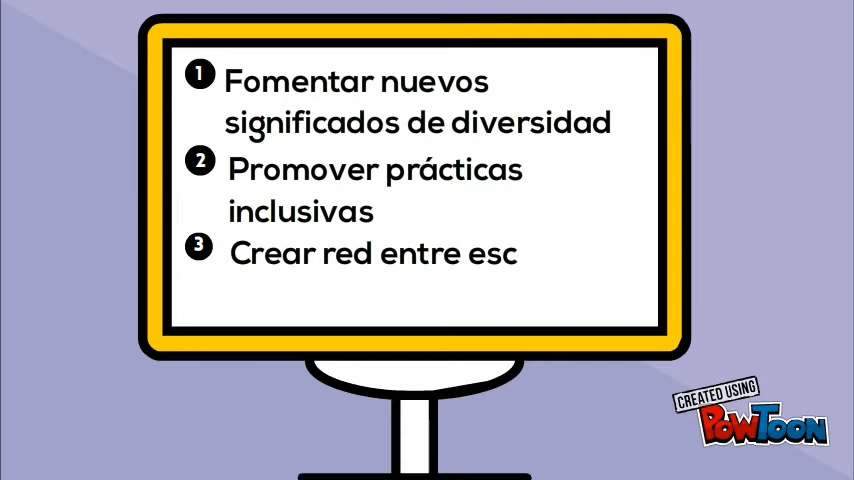 1 Fomentar nuevos
significados de diversidad
2 Promover prácticas
inclusivas
3 Crear red entre esc
CREATED USING
POWTOON